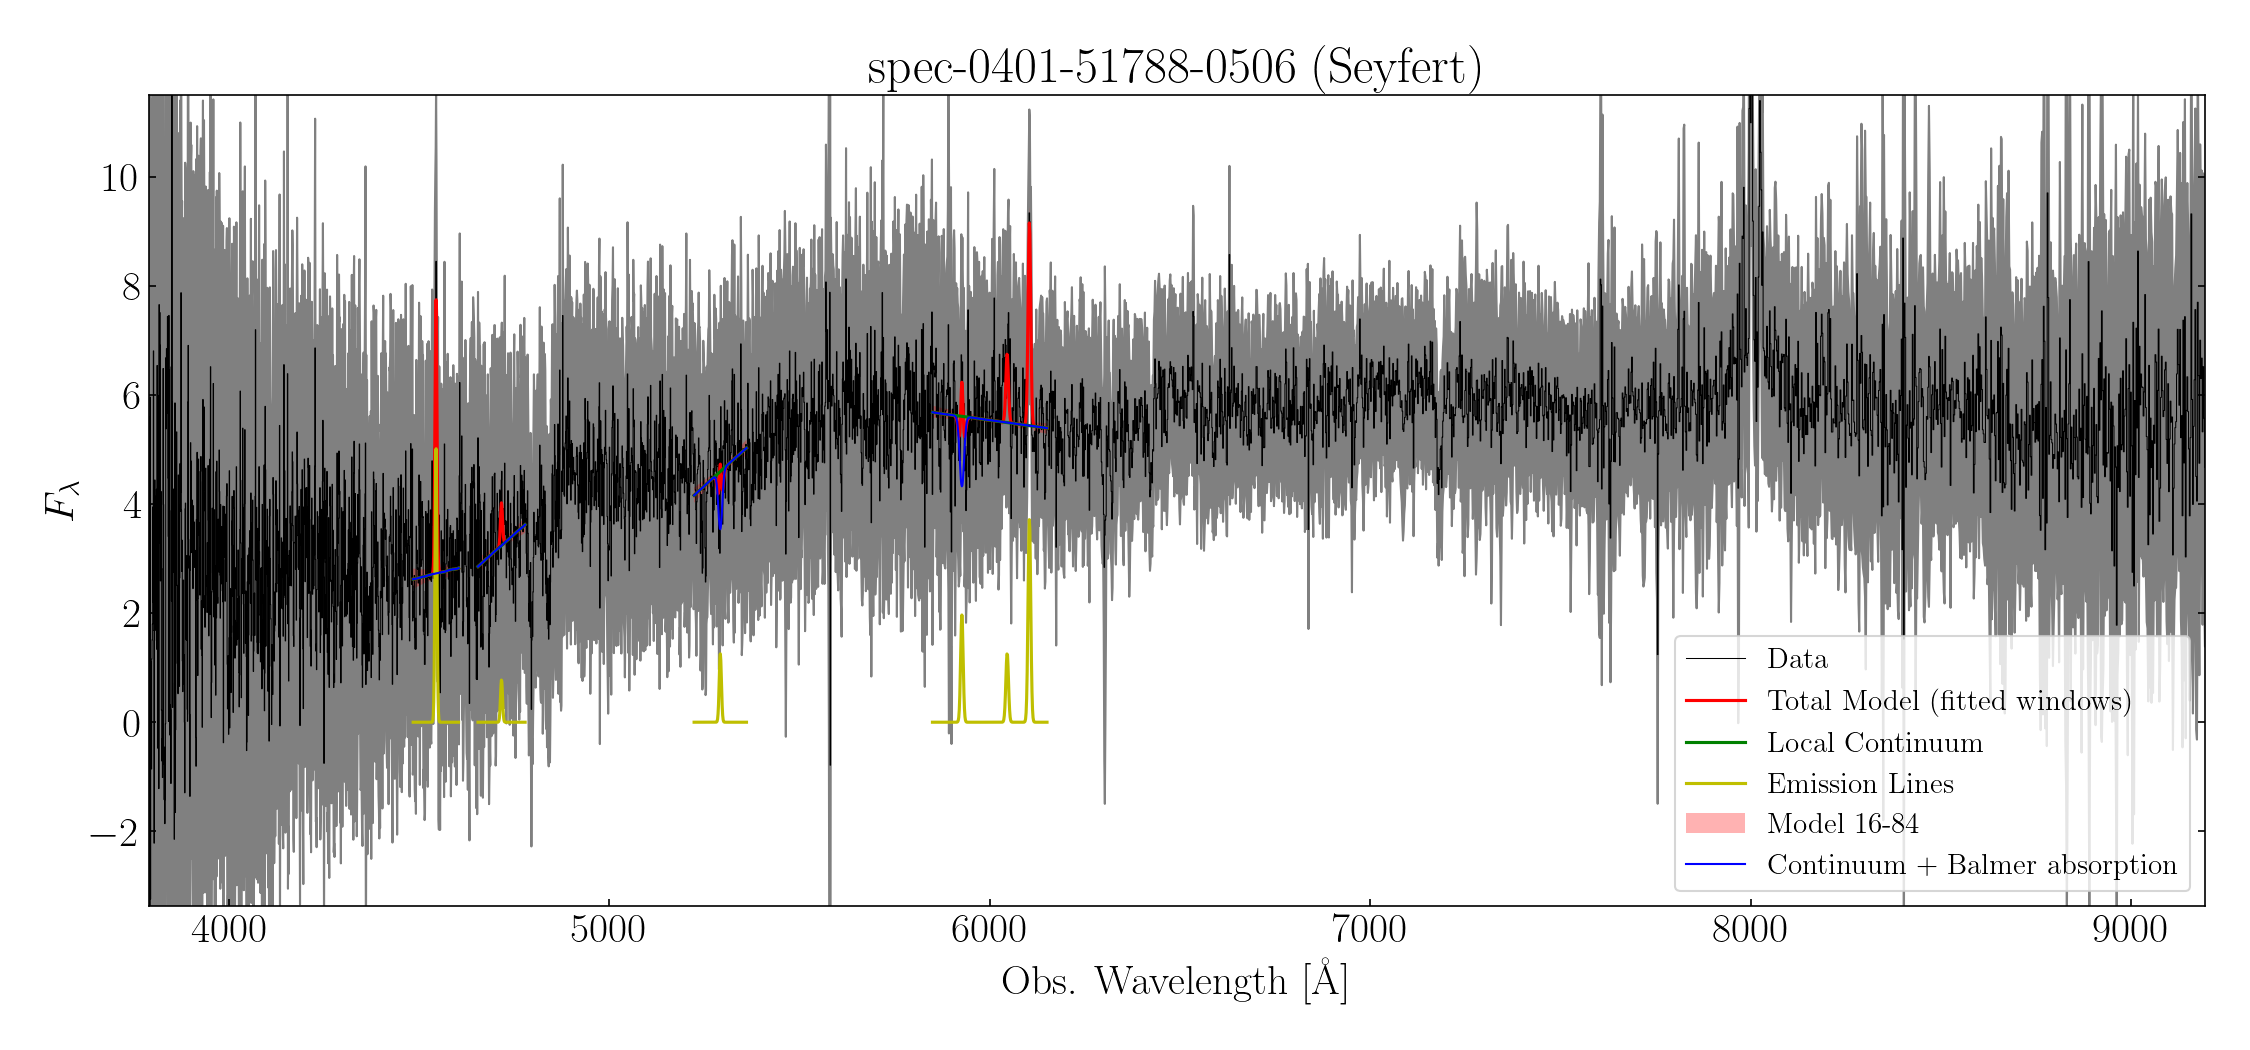 spec-0401-51788-0506 (Seyfert)
10
8
6
4
2
0
−2
F_λ
4000 5000 6000 7000 8000 9000
Obs. Wavelength [Å]
Data
Total Model (fitted windows)
Local Continuum
Emission Lines
Model 16-84
Continuum + Balmer absorption